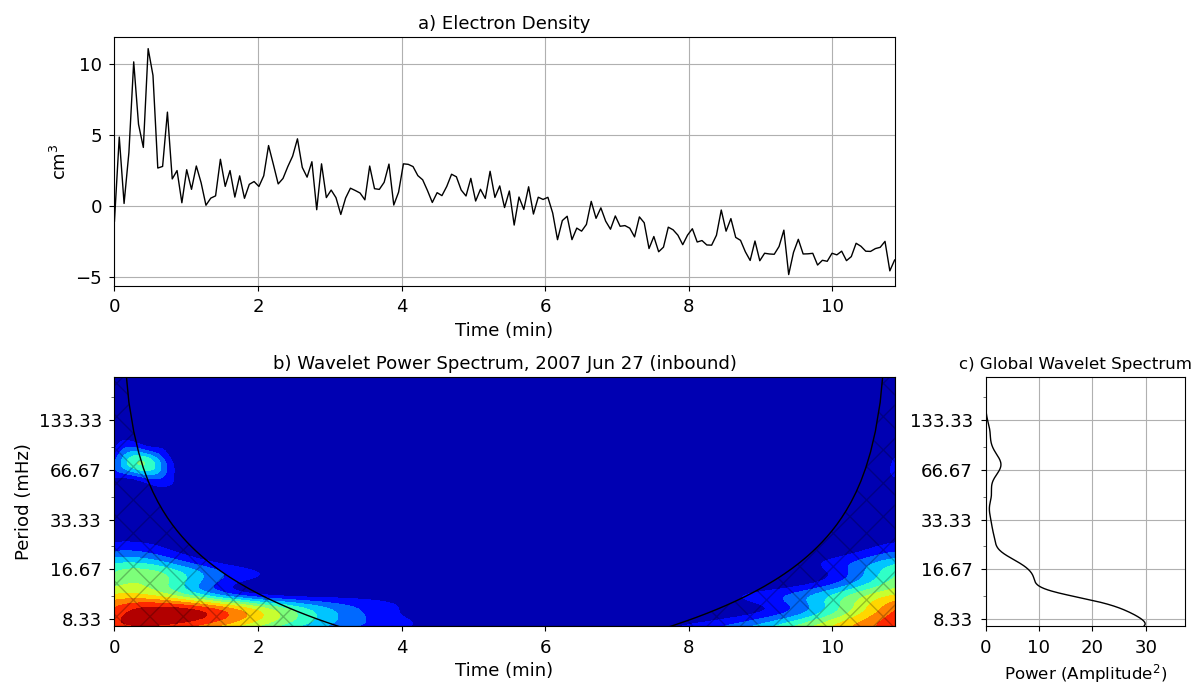 a) Electron Density
cm³
10
5
0
−5
0 2 4 6 8 10
Time (min)
b) Wavelet Power Spectrum, 2007 Jun 27 (inbound)
Period (mHz)
133.33
66.67
33.33
16.67
8.33
0 2 4 6 8 10
Time (min)
c) Global Wavelet Spectrum
133.33
66.67
33.33
16.67
8.33
0 10 20 30
Power (Amplitude²)